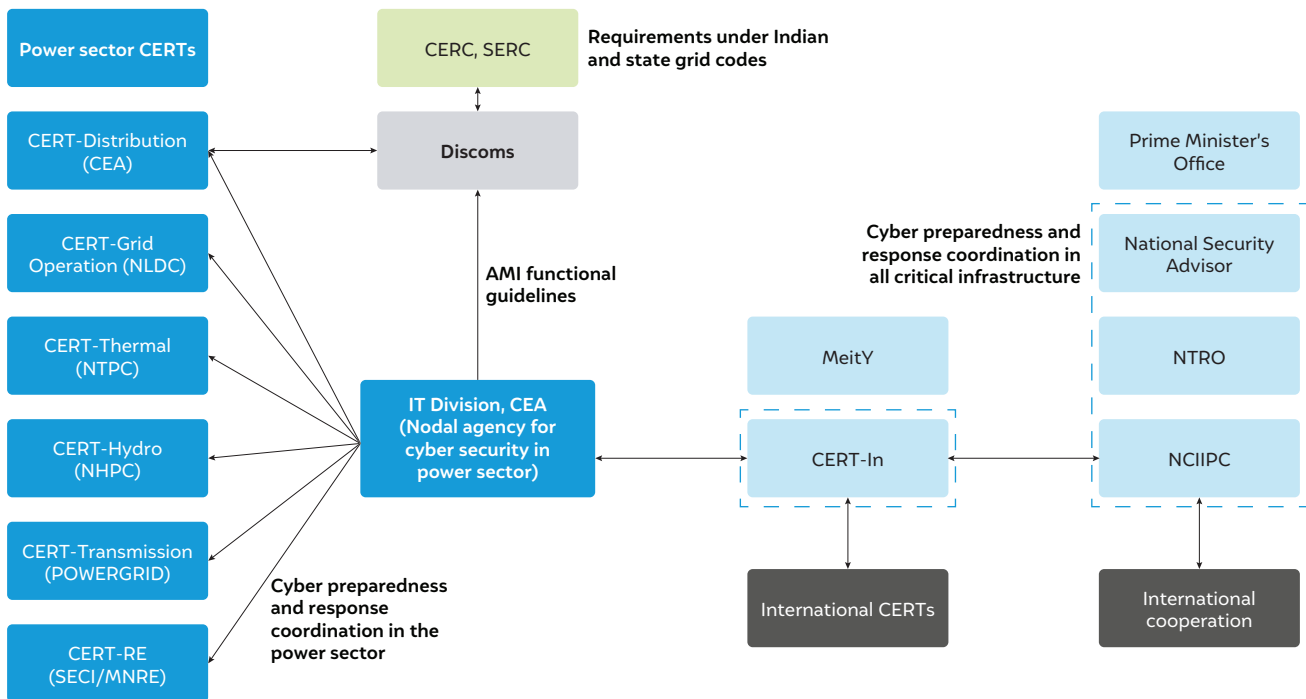 Power sector CERTs
CERC, SERC
Requirements under Indian
and state grid codes
CERT-Distribution
(CEA)
Discoms
Prime Minister's
Office
CERT-Grid
Operation (NLDC)
AMI functional
guidelines
Cyber preparedness and
response coordination in
all critical infrastructure
National Security
Advisor
CERT-Thermal
(NTPC)
MeitY
NTRO
IT Division, CEA
(Nodal agency for
cyber security in
power sector)
CERT-Hydro
(NHPC)
CERT-In
NCIIPC
CERT-Transmission
(POWERGRID)
Cyber preparedness
and response
coordination in the
power sector
International CERTs
International
cooperation
CERT-RE
(SECI/MNRE)